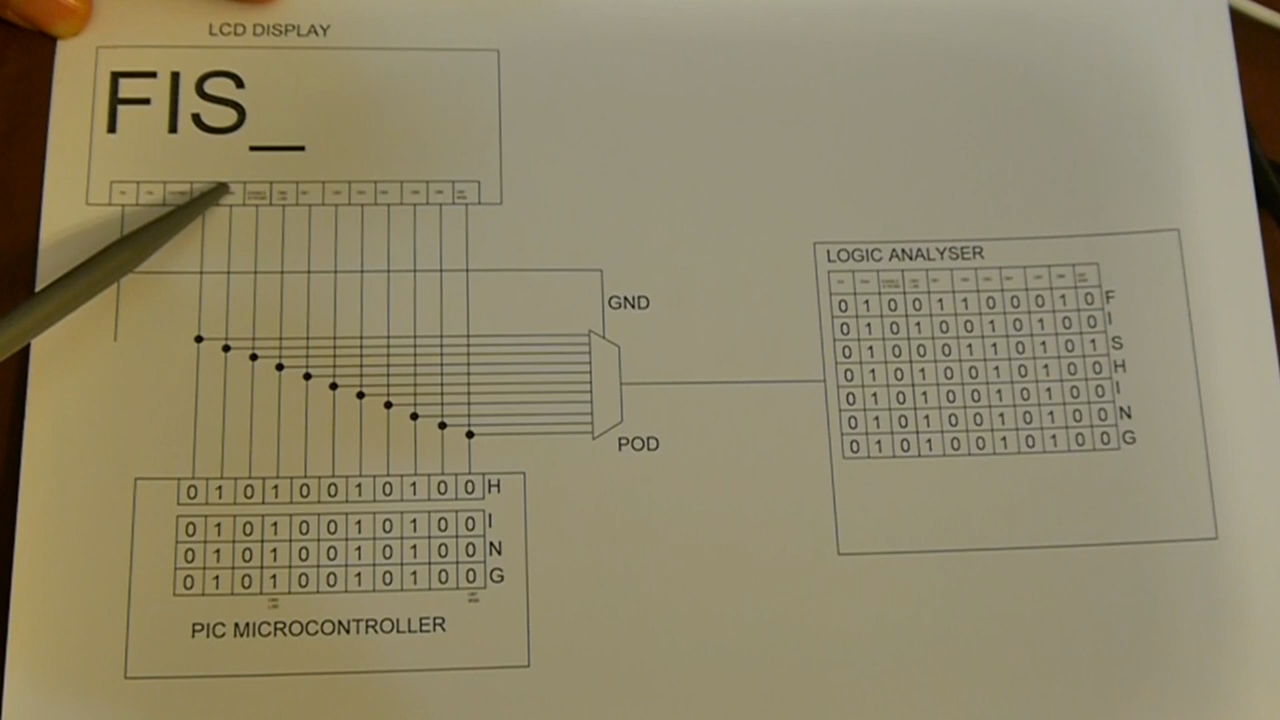 LCD DISPLAY
FIS_
LOGIC ANALYSER
0 1 0 0 1 1 0 0 0 1 0 F
0 1 0 1 0 0 1 0 1 0 0 I
0 1 0 0 0 1 1 0 1 0 1 S
0 1 0 1 0 0 1 0 1 0 0 H
0 1 0 1 0 0 1 0 1 0 0 I
0 1 0 1 0 0 1 0 1 0 0 N
0 1 0 1 0 0 1 0 1 0 0 G
GND
POD
0 1 0 1 0 0 1 0 1 0 0 H
0 1 0 1 0 0 1 0 1 0 0 I
0 1 0 1 0 0 1 0 1 0 0 N
0 1 0 1 0 0 1 0 1 0 0 G
PIC MICROCONTROLLER